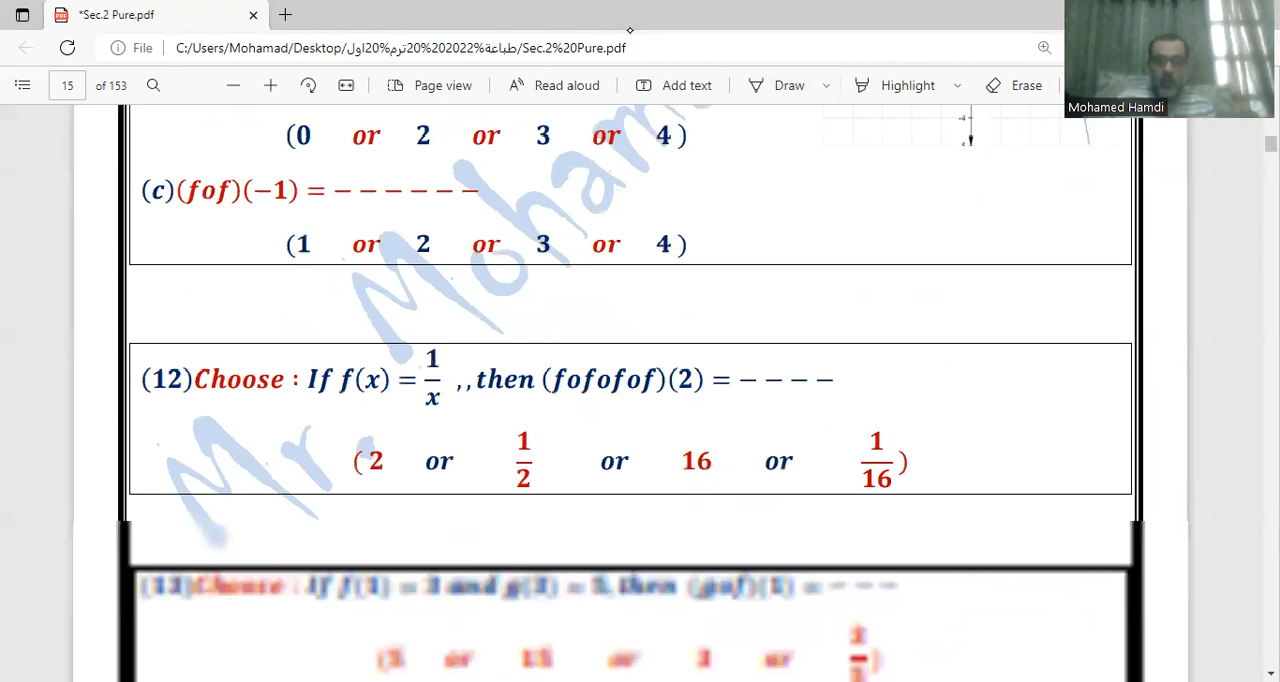 *Sec.2 Pure.pdf
File C:/Users/Mohamad/Desktop/طباعة%20ترم%20اول%202022/Sec.2%20Pure.pdf
15 of 153 Page view Read aloud Add text Draw Highlight Erase
Mohamed Hamdi
(0 or 2 or 3 or 4)
(c)(fof)(−1) = − − − − − −
(1 or 2 or 3 or 4)
(12)Choose : If f(x) = 1/x ,,then (fofofof)(2) = − − − −
(2 or 1/2 or 16 or 1/16)
Mr. Moham